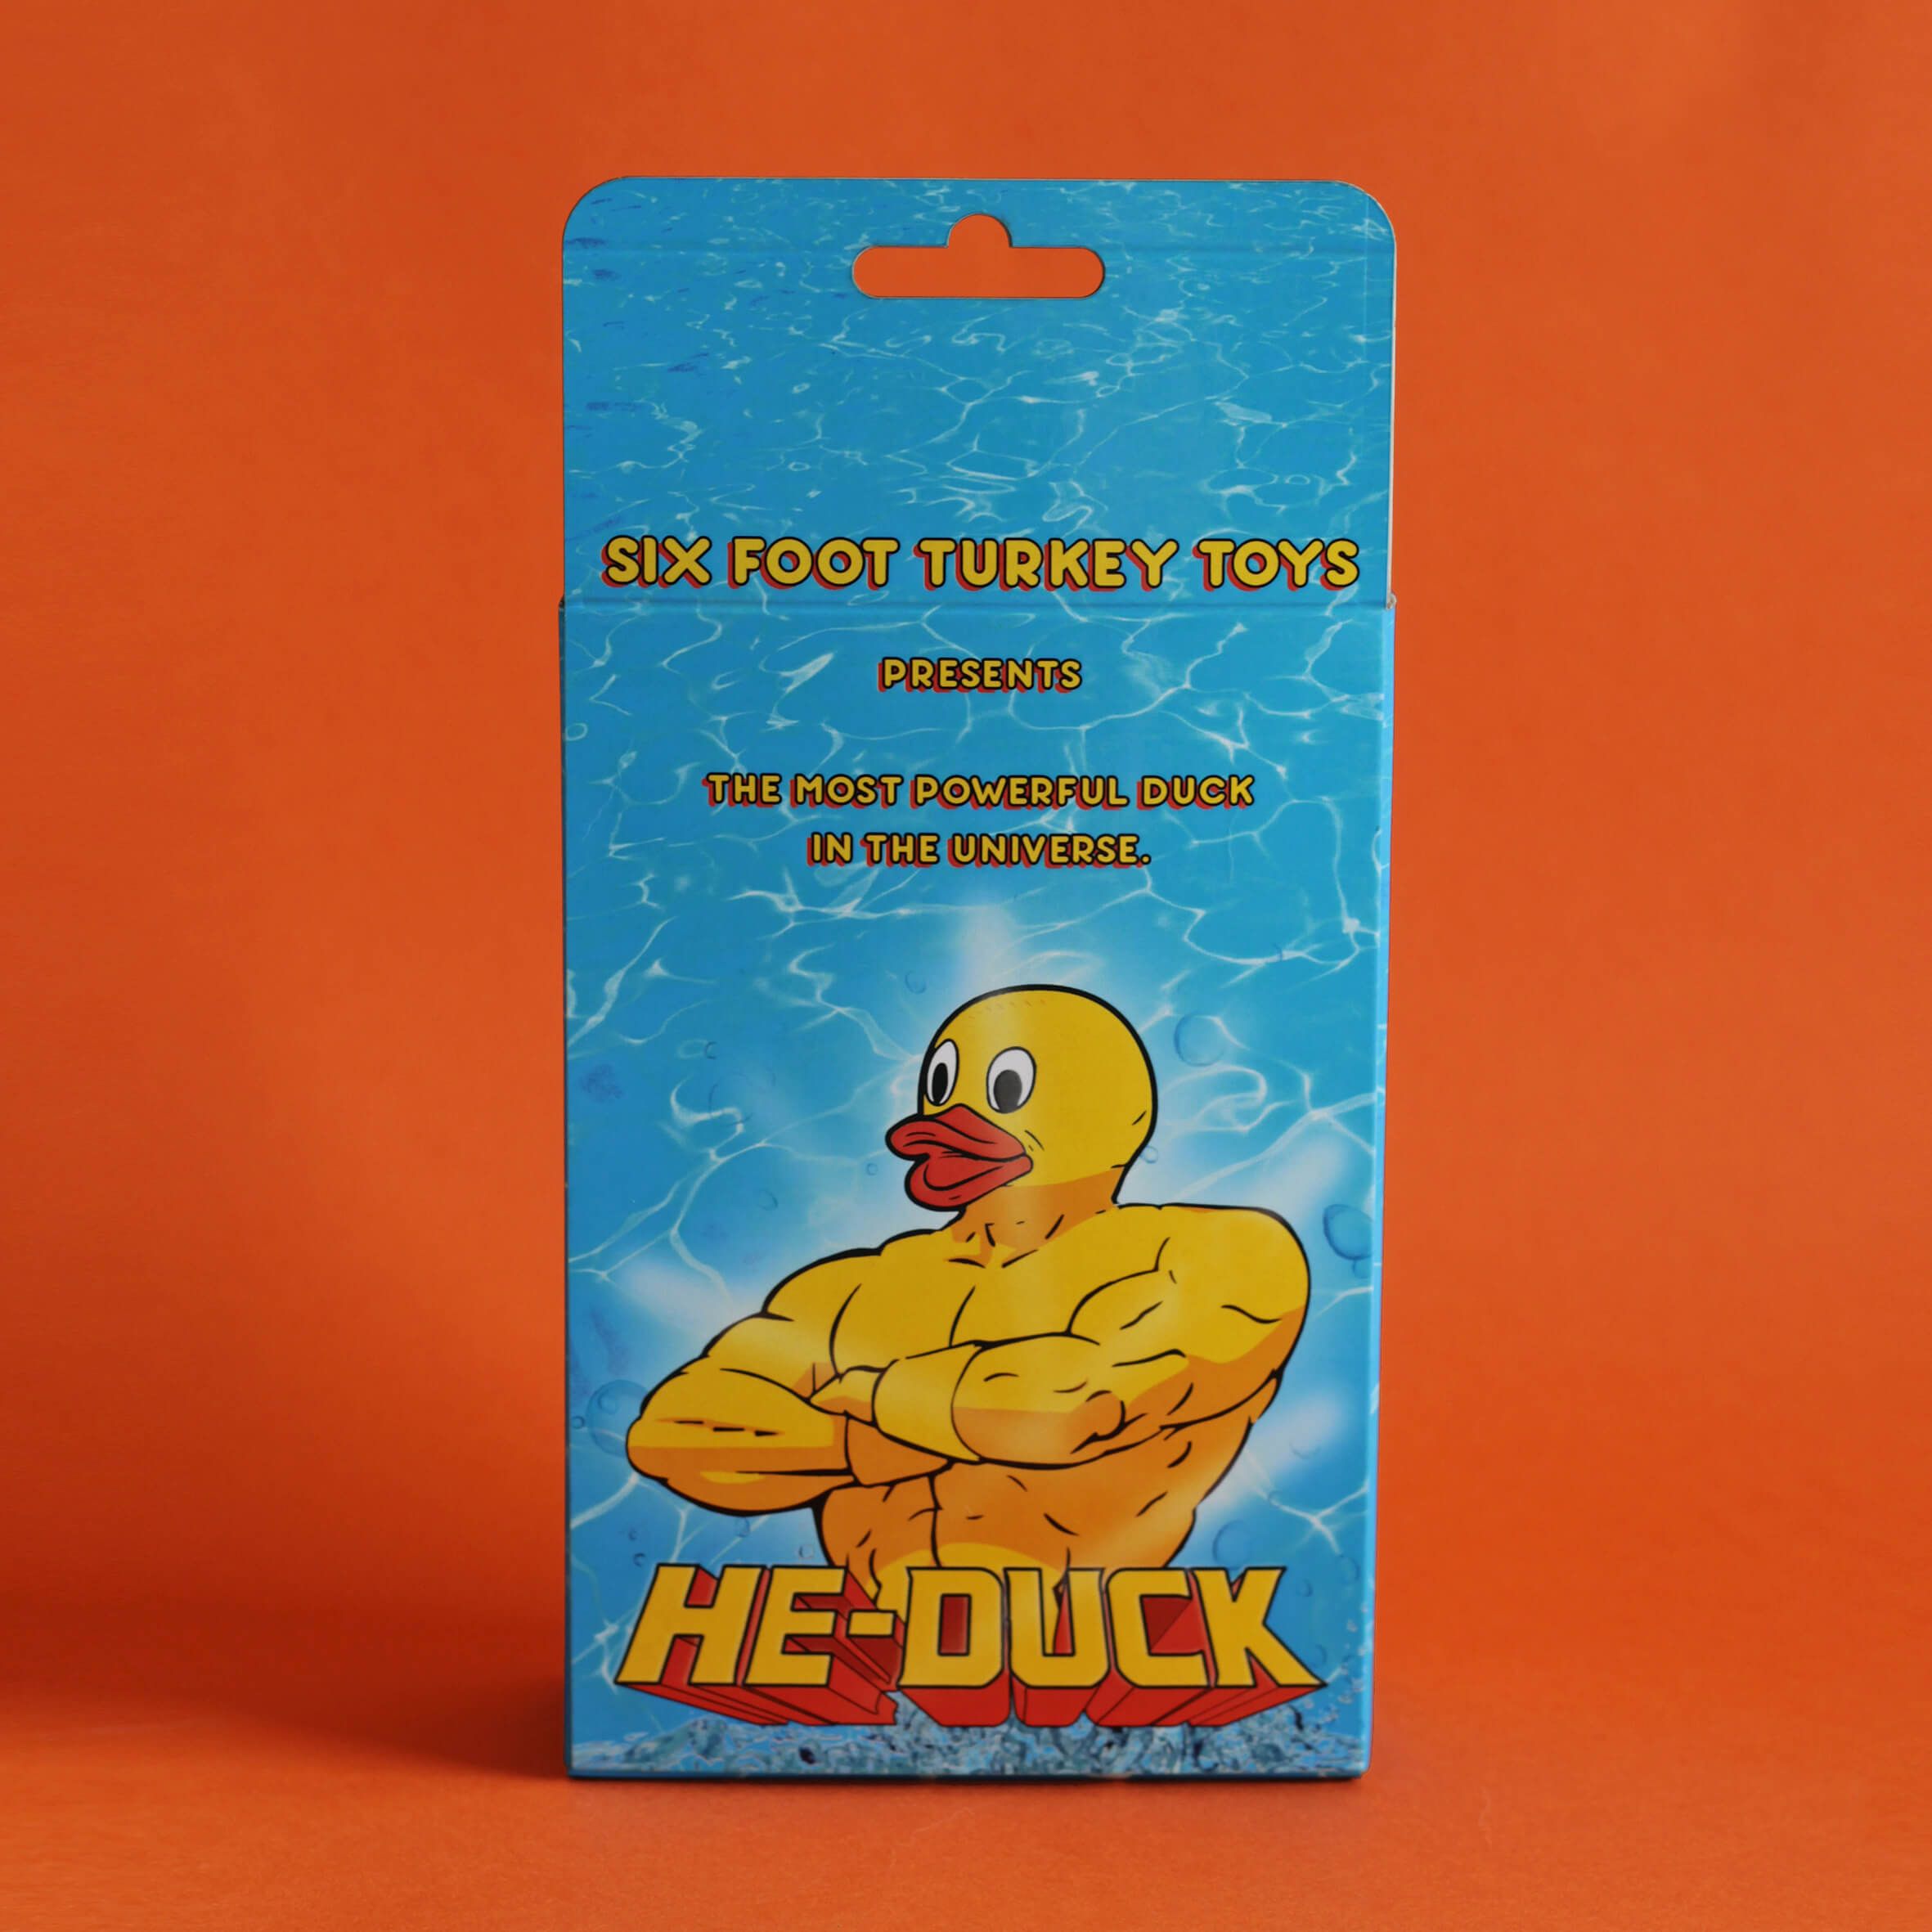 SIX FOOT TURKEY TOYS
PRESENTS
THE MOST POWERFUL DUCK
IN THE UNIVERSE.
HE-DUCK